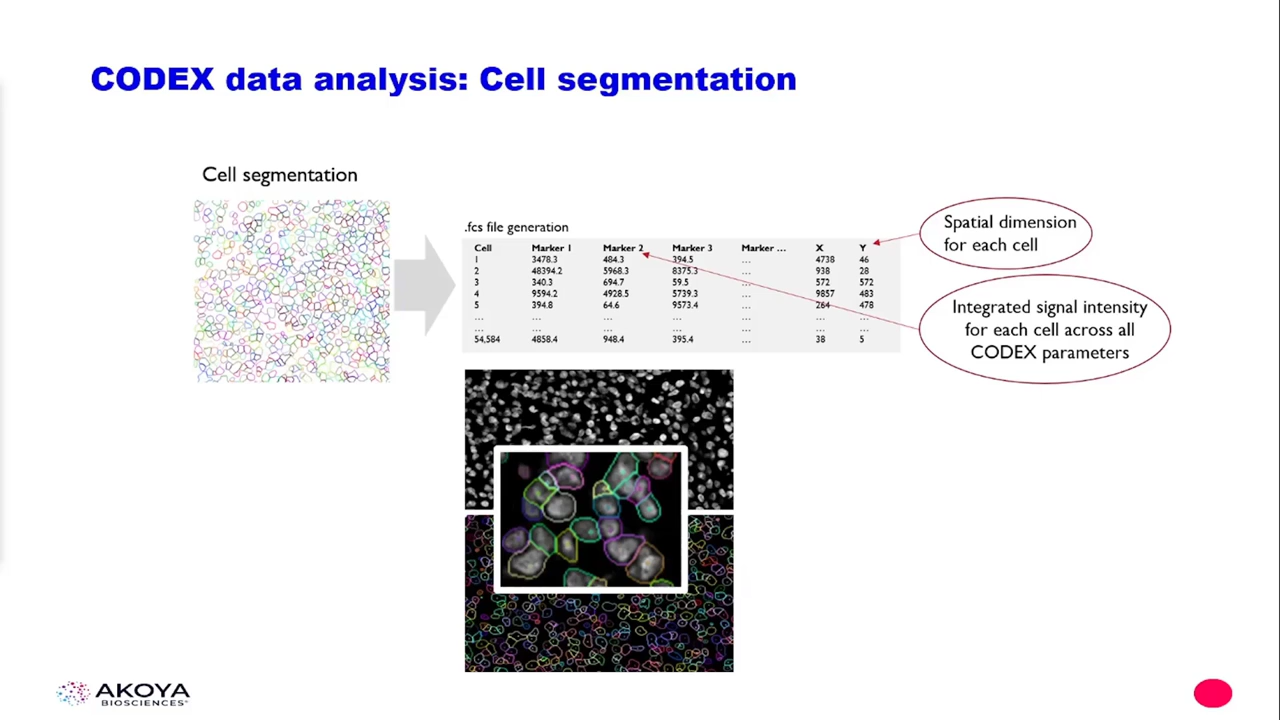 CODEX data analysis: Cell segmentation
Cell segmentation
.fcs file generation
Cell Marker 1 Marker 2 Marker 3 Marker ... X Y
1 3478.3 484.3 394.5 ... 4738 46
2 48394.2 5968.3 8375.3 ... 938 28
3 340.3 694.7 59.5 ... 572 572
4 9594.2 4928.5 5739.3 ... 9857 483
5 394.8 64.6 9573.4 ... 264 478
... ... ... ... ... ... ...
... ... ... ... ... ... ...
54,584 4858.4 948.4 395.4 ... 38 5
Spatial dimension
for each cell
Integrated signal intensity
for each cell across all
CODEX parameters
AKOYA
BIOSCIENCES®